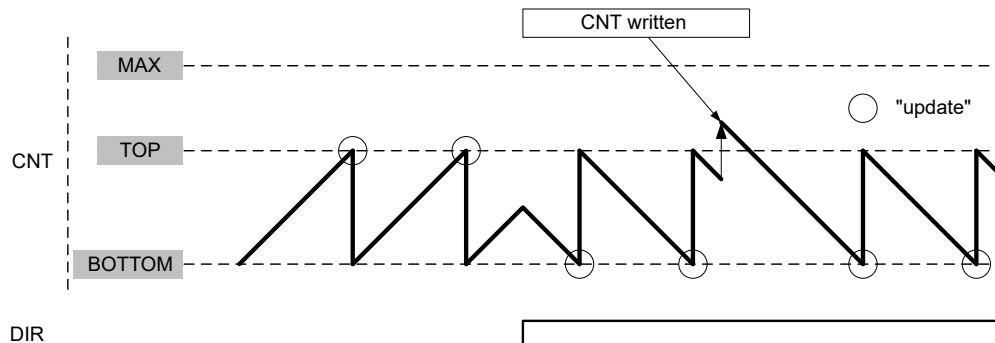 CNT written
MAX
"update"
TOP
CNT
BOTTOM
DIR